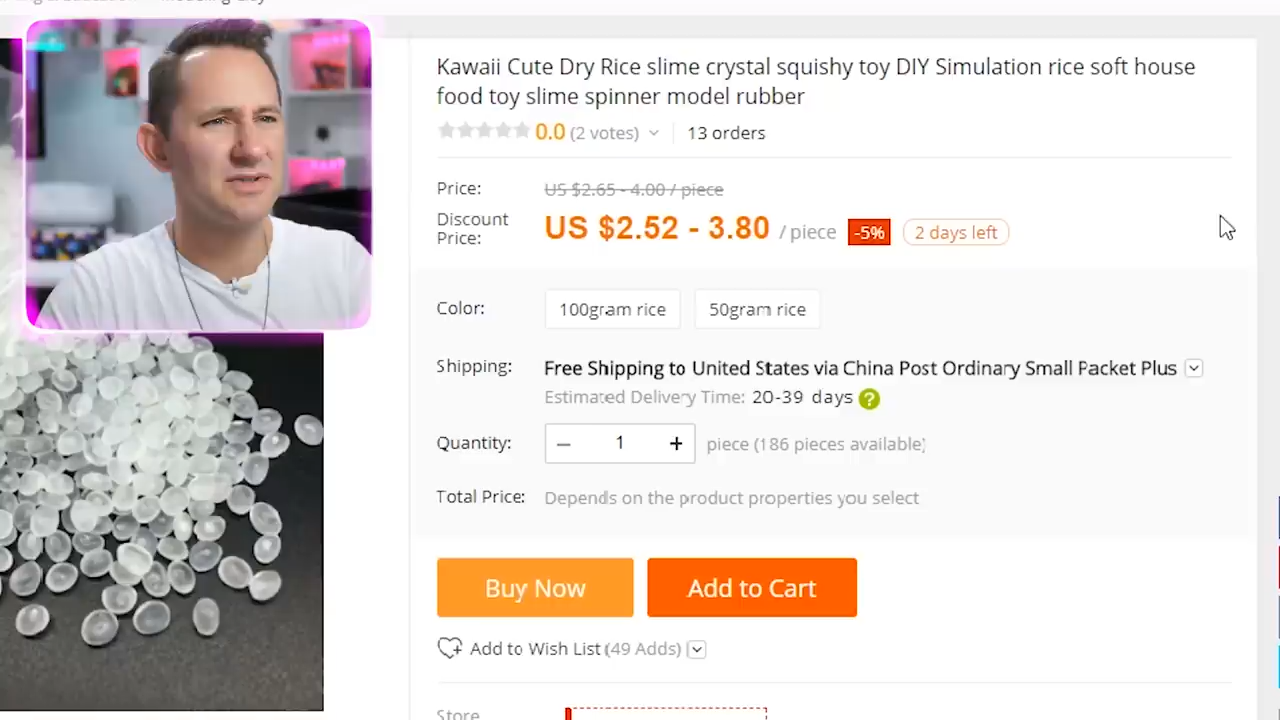 Kawaii Cute Dry Rice slime crystal squishy toy DIY Simulation rice soft house
food toy slime spinner model rubber
0.0 (2 votes) 13 orders
Price: US $2.65 - 4.00 / piece
Discount
Price: US $2.52 - 3.80 / piece -5% 2 days left
Color: 100gram rice 50gram rice
Shipping: Free Shipping to United States via China Post Ordinary Small Packet Plus
Estimated Delivery Time: 20-39 days ?
Quantity: − 1 + piece (186 pieces available)
Total Price: Depends on the product properties you select
Buy Now Add to Cart
Add to Wish List (49 Adds)
Store